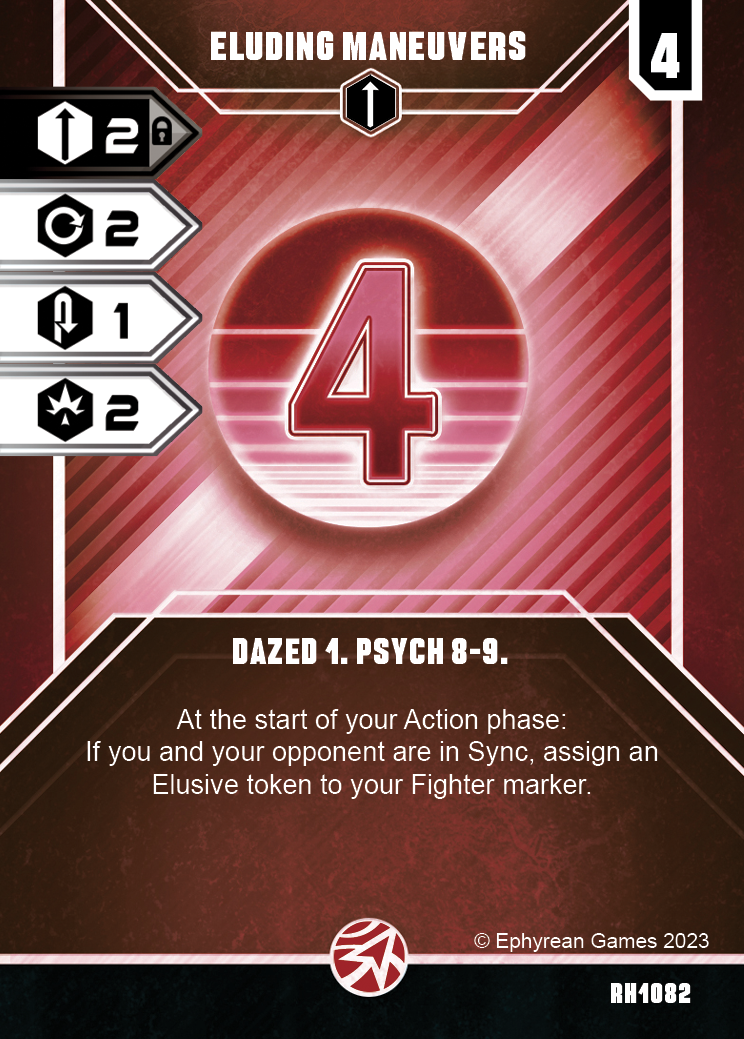 ELUDING MANEUVERS
4
2
2
1
2
4
DAZED 1. PSYCH 8-9.
At the start of your Action phase:
If you and your opponent are in Sync, assign an
Elusive token to your Fighter marker.
© Ephyrean Games 2023
RH1082